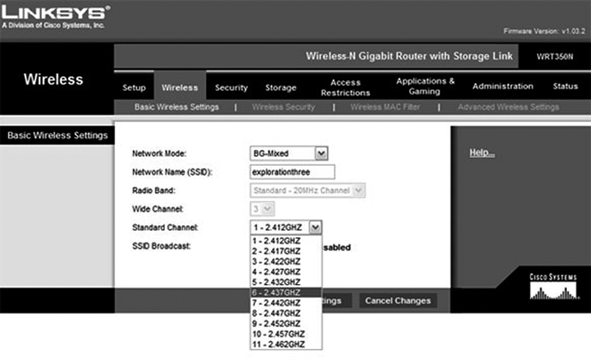 LINKSYS®
A Division of Cisco Systems, Inc.
Firmware Version: v1.03.2
Wireless-N Gigabit Router with Storage Link WRT350N
Wireless
Setup Wireless Security Storage Access Restrictions Applications & Gaming Administration Status
Basic Wireless Settings | Wireless Security | Wireless MAC Filter | Advanced Wireless Settings
Basic Wireless Settings
Network Mode: BG-Mixed
Help...
Network Name (SSID): explorationthree
Radio Band: Standard - 20MHz Channel
Wide Channel: 3
Standard Channel: 1 - 2.412GHZ
SSID Broadcast: sabled
1 - 2.412GHZ
2 - 2.417GHZ
3 - 2.422GHZ
4 - 2.427GHZ
5 - 2.432GHZ
6 - 2.437GHZ
7 - 2.442GHZ
8 - 2.447GHZ
9 - 2.452GHZ
10 - 2.457GHZ
11 - 2.462GHZ
tings Cancel Changes
CISCO SYSTEMS